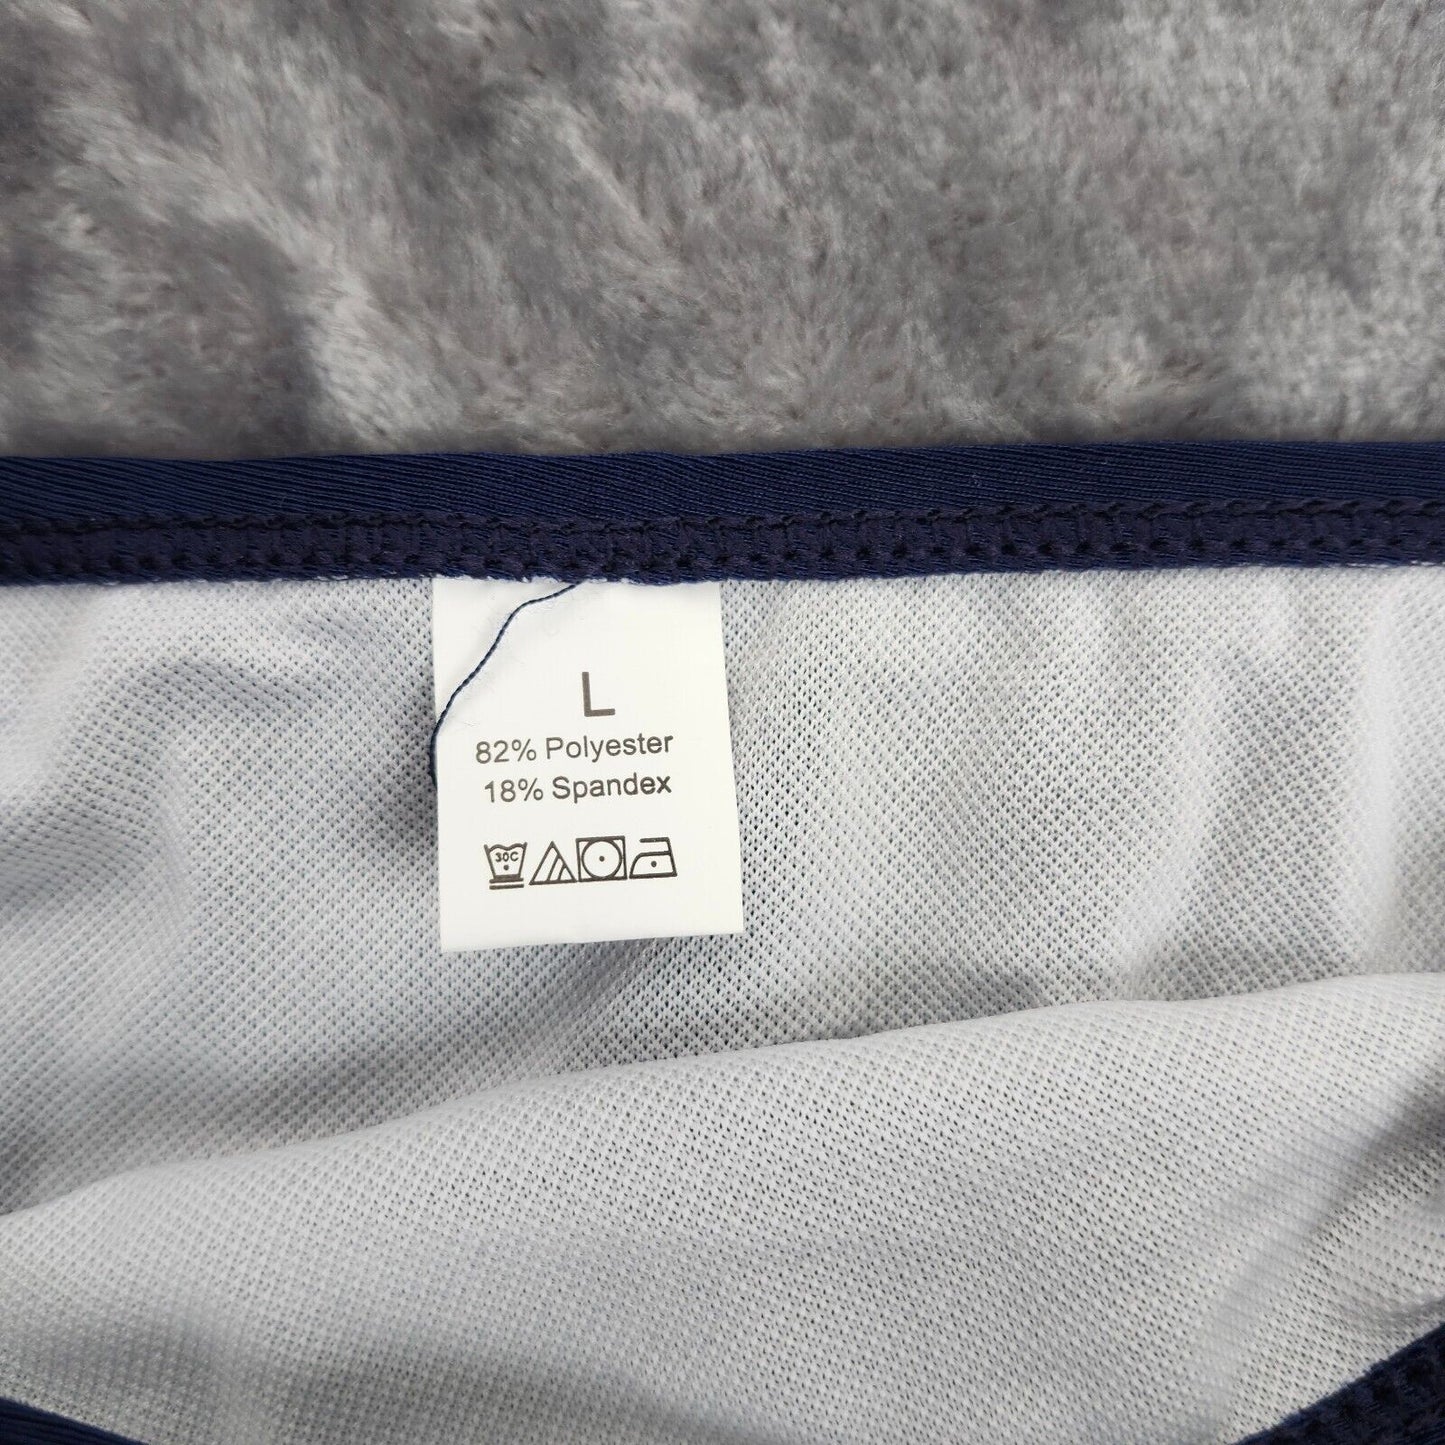 L
82% Polyester
18% Spandex
30C